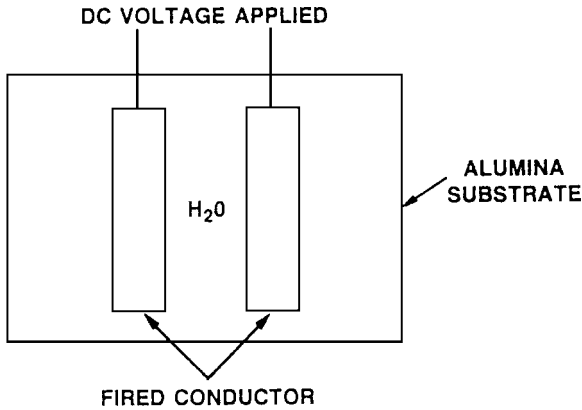 DC VOLTAGE APPLIED
ALUMINA
SUBSTRATE
H₂0
FIRED CONDUCTOR